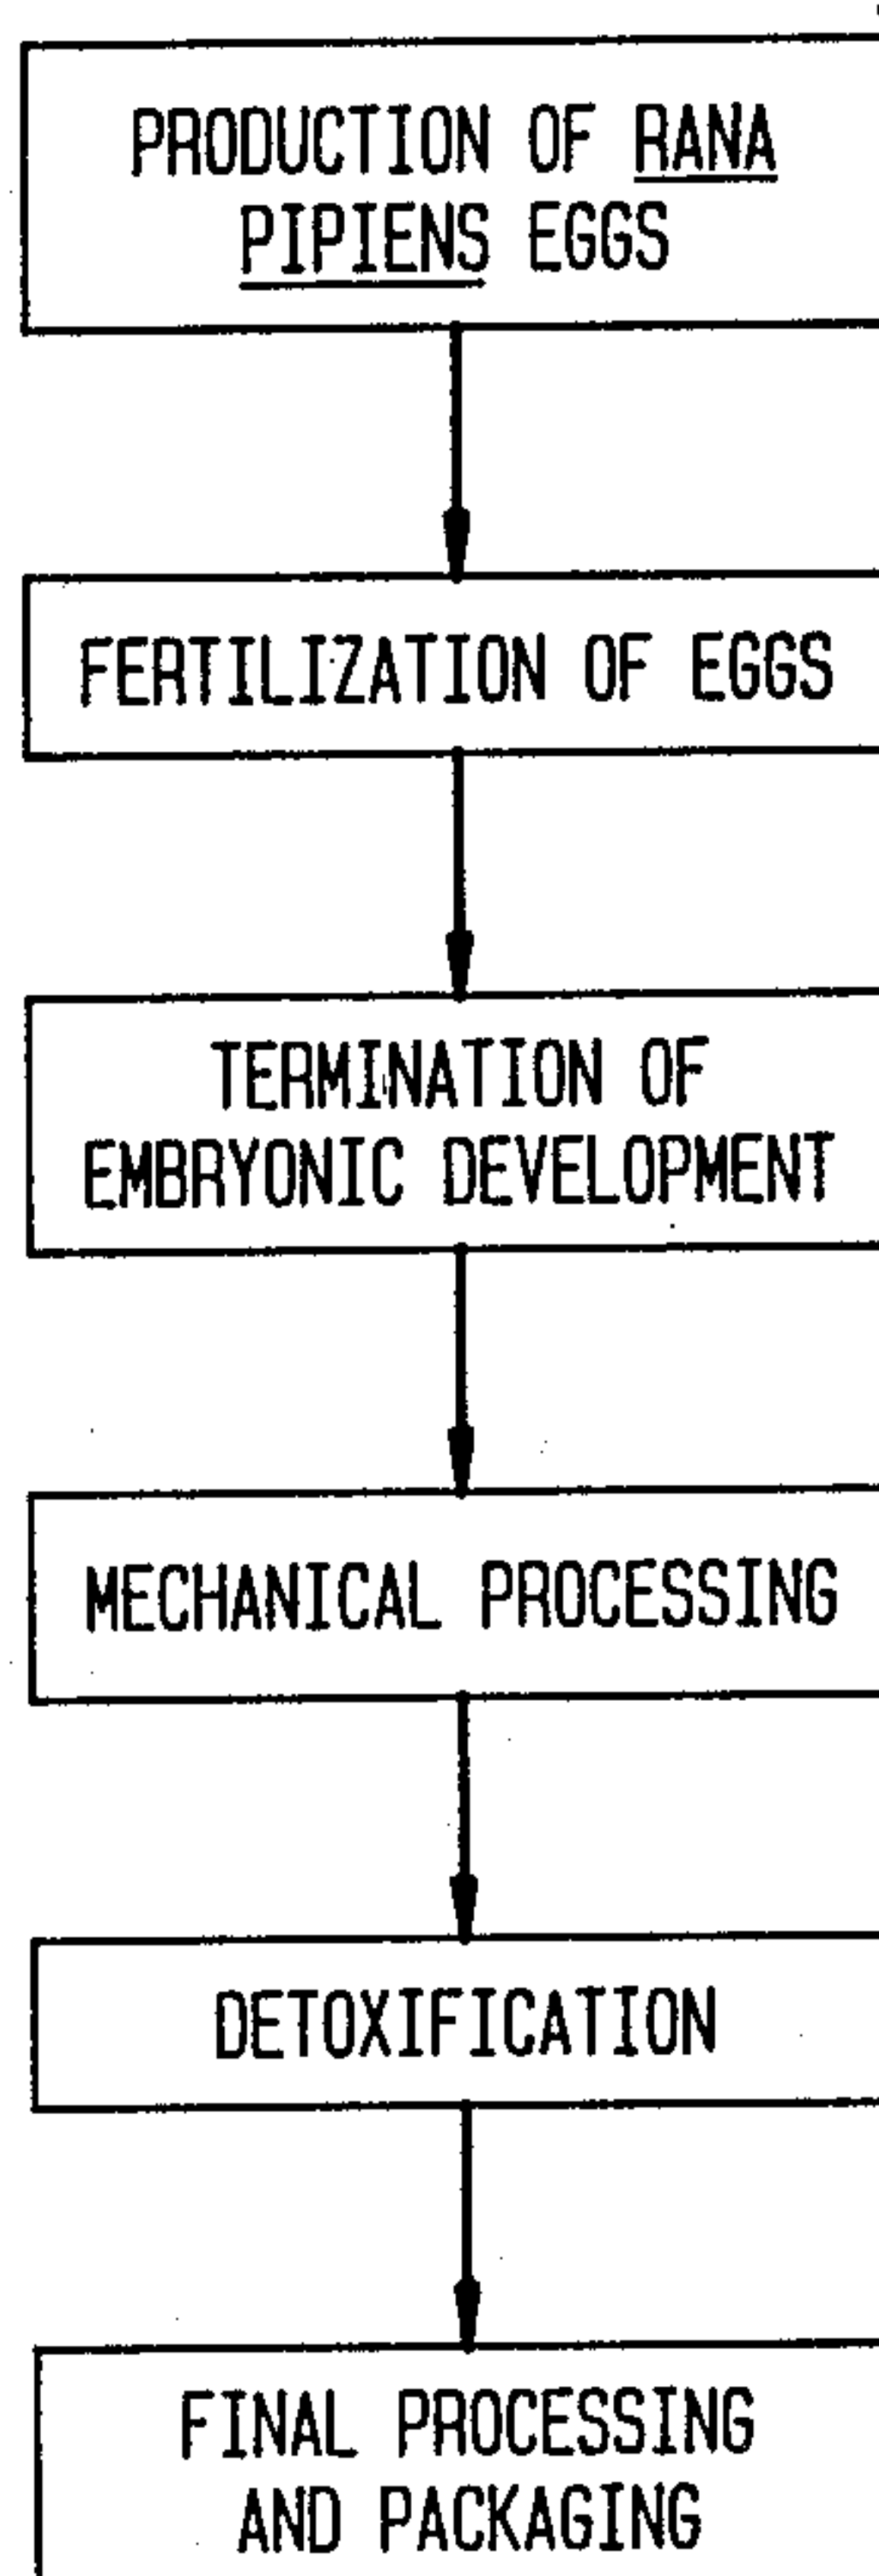 PRODUCTION OF RANA
PIPIENS EGGS
FERTILIZATION OF EGGS
TERMINATION OF
EMBRYONIC DEVELOPMENT
MECHANICAL PROCESSING
DETOXIFICATION
FINAL PROCESSING
AND PACKAGING